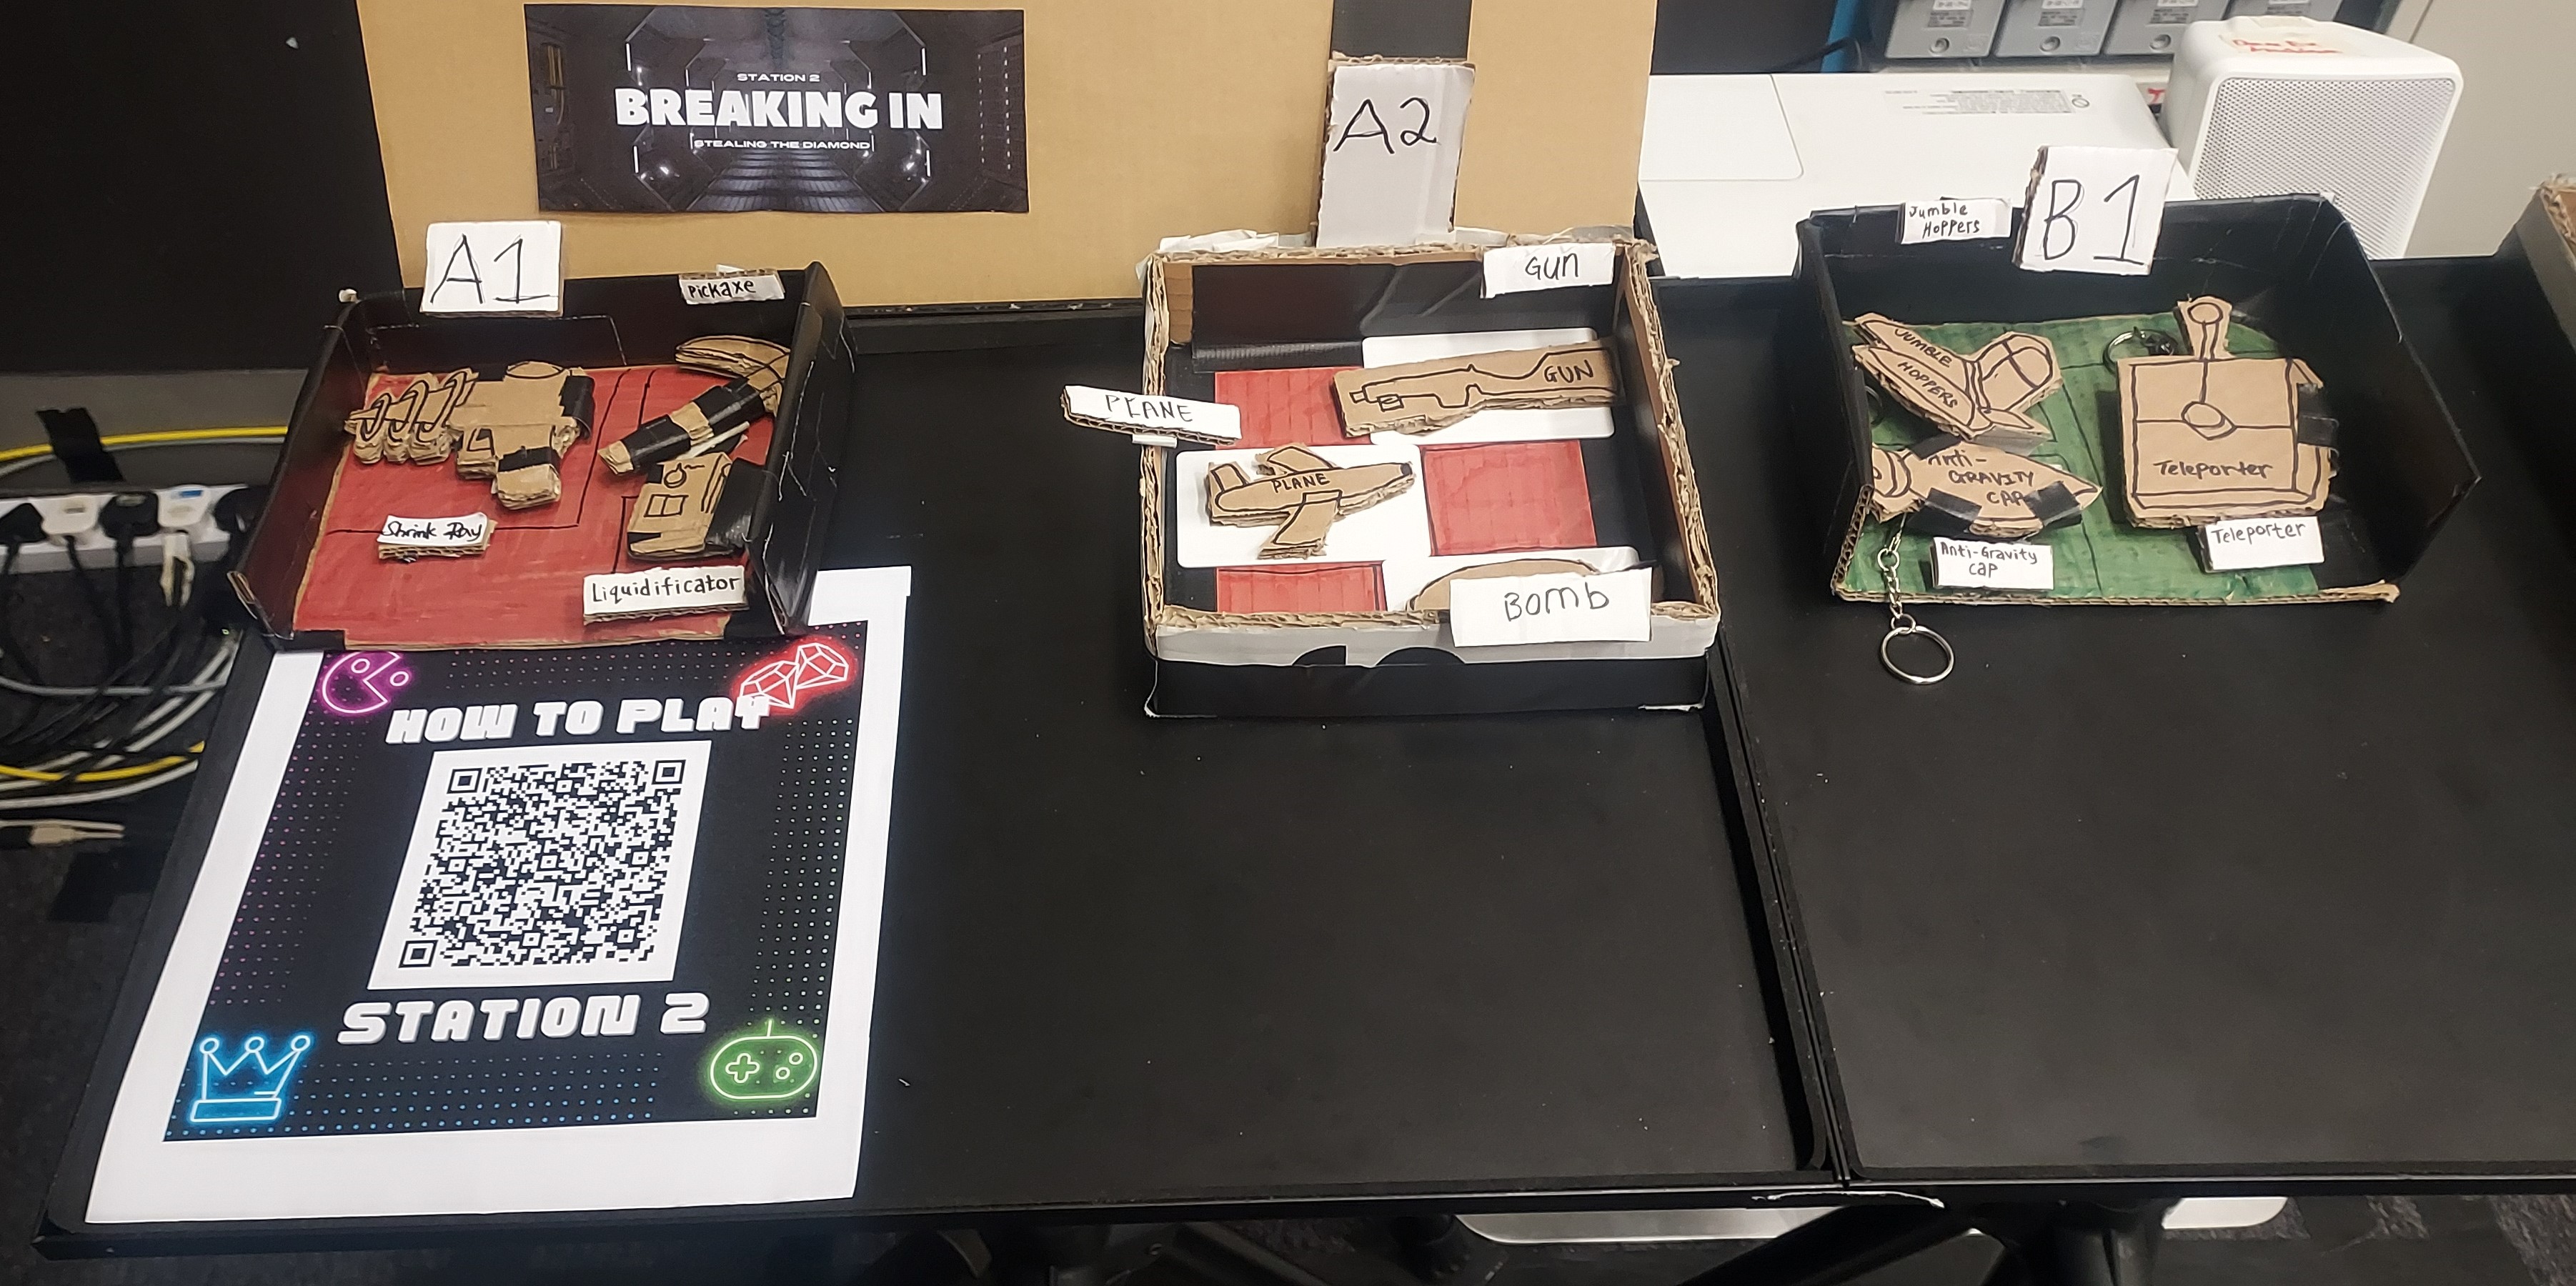 STATION 2
BREAKING IN
STEALING THE DIAMOND
A1
Pickaxe
Shrink Ray
Liquidificator
A2
Gun
GUN
PLANE
PLANE
Bomb
B1
Jumble
Hoppers
JUMBLE
HOPPERS
Anti-
GRAVITY
CAP
Anti-Gravity
cap
Teleporter
Teleporter
HOW TO PLAY
STATION 2